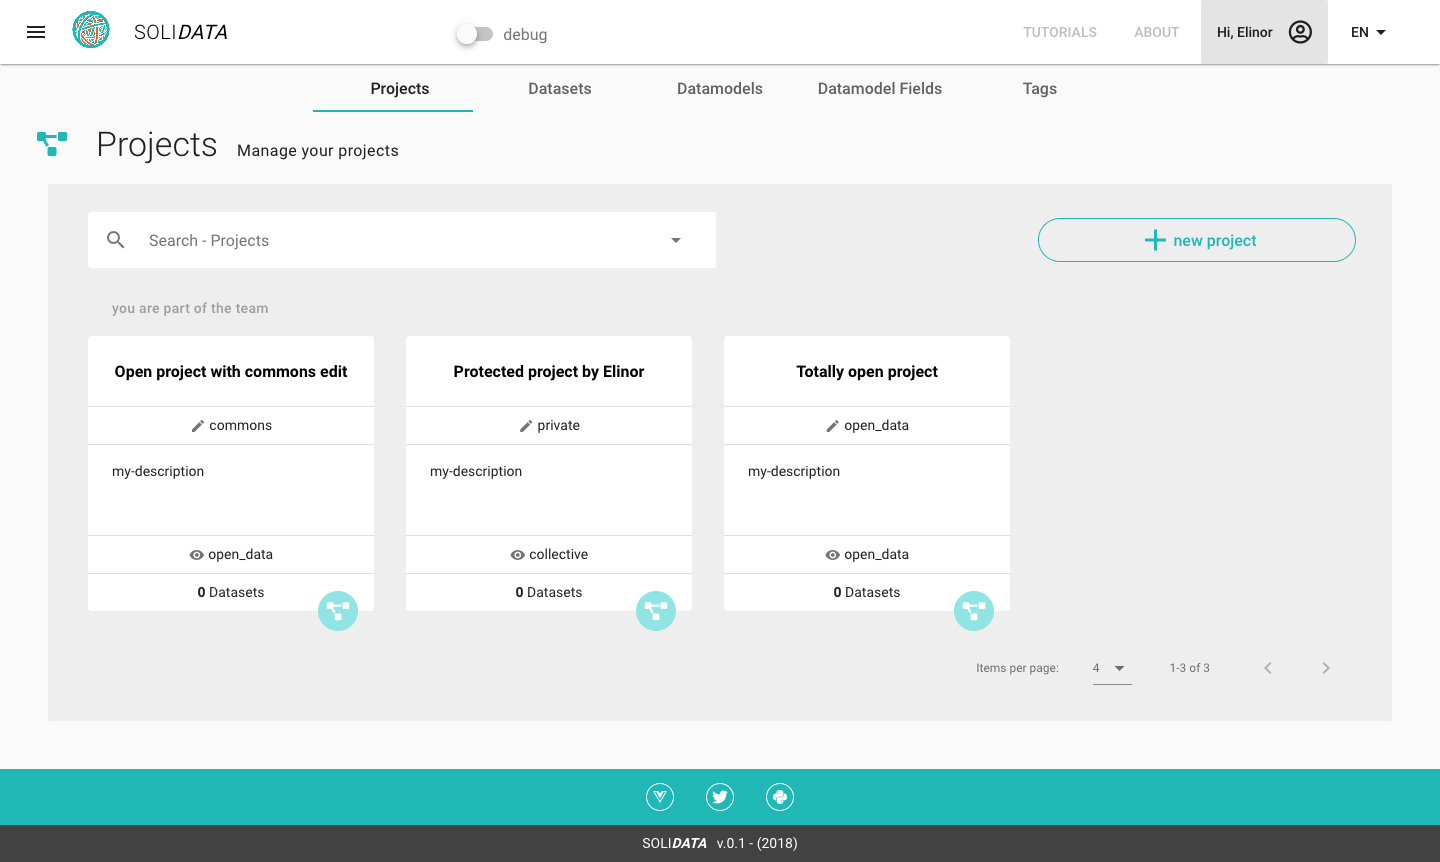 SOLIDATA
debug
TUTORIALS
ABOUT
Hi, Elinor
EN
Projects
Datasets
Datamodels
Datamodel Fields
Tags
Projects
Manage your projects
Search - Projects
new project
you are part of the team
Open project with commons edit
commons
my-description
open_data
0 Datasets
Protected project by Elinor
private
my-description
collective
0 Datasets
Totally open project
open_data
my-description
open_data
0 Datasets
Items per page:
4
1-3 of 3
SOLIDATA v.0.1 - (2018)